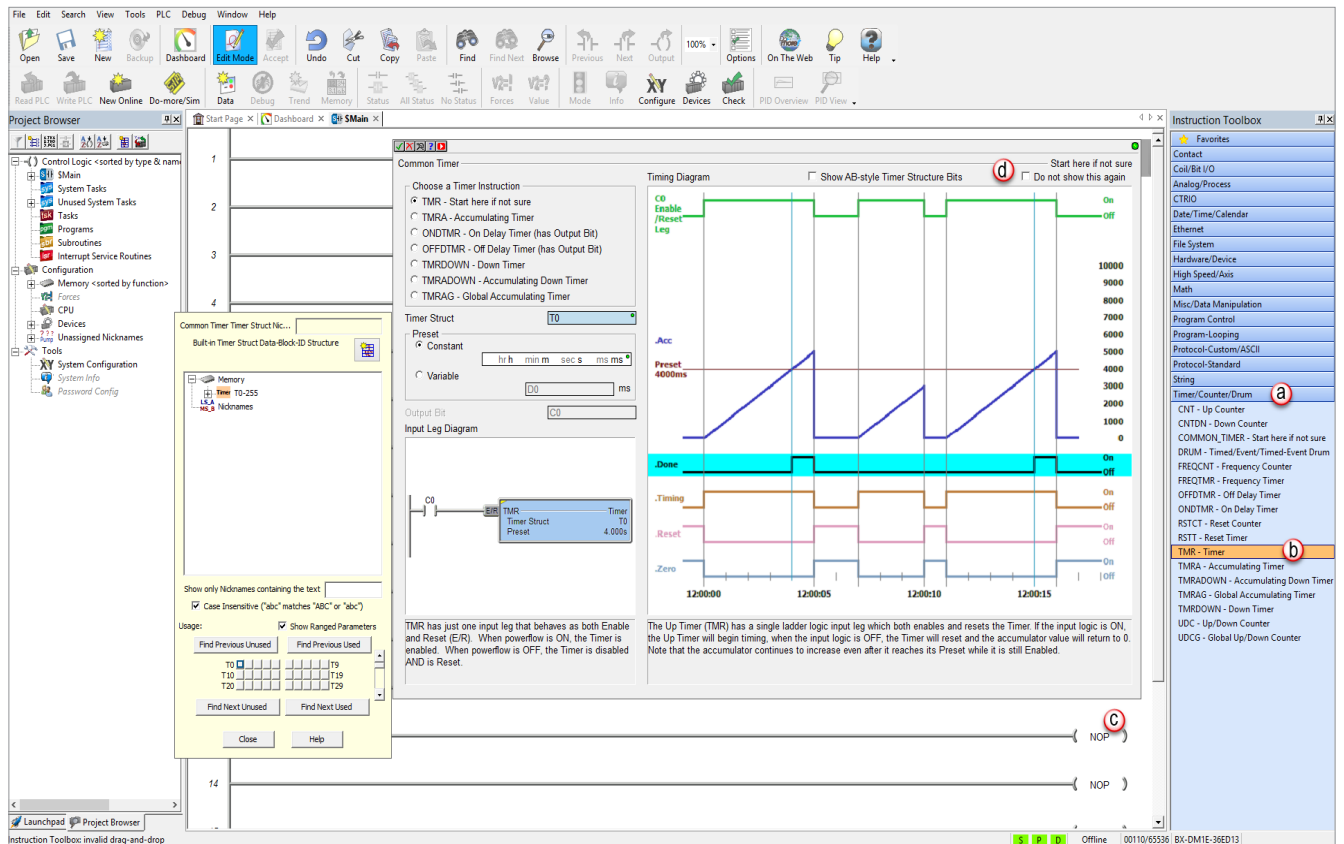 File Edit Search View Tools PLC Debug Window Help
Open Save New Backup Dashboard Edit Mode Accept Undo Cut Copy Paste Find Find Next Browse Previous Next Output 100% Options On The Web Tip Help
Read PLC Write PLC New Online Do-more/Sim Data Debug Trend Memory Status All Status No Status Forces Value Mode Info Configure Devices Check PID Overview PID View
Project Browser
Start Page Dashboard $Main
Control Logic <sorted by type & name
$Main
System Tasks
Unused System Tasks
Tasks
Programs
Subroutines
Interrupt Service Routines
Configuration
Memory <sorted by function>
Forces
CPU
Devices
Unassigned Nicknames
Tools
System Configuration
System Info
Password Config
Launchpad Project Browser
Instruction Toolbox: invalid drag-and-drop
1
2
3
4
14
Common Timer Timer Struct Nic...
Built-in Timer Struct Data-Block-ID Structure
Memory
Timer T0-255
Nicknames
Show only Nicknames containing the text
Case Insensitive ("abc" matches "ABC" or "abc")
Usage: Show Ranged Parameters
Find Previous Unused Find Previous Used
T0 T9
T10 T19
T20 T29
Find Next Unused Find Next Used
Close Help
Common Timer
Start here if not sure
Choose a Timer Instruction
TMR - Start here if not sure
TMRA - Accumulating Timer
ONDTMR - On Delay Timer (has Output Bit)
OFFDTMR - Off Delay Timer (has Output Bit)
TMRDOWN - Down Timer
TMRADOWN - Accumulating Down Timer
TMRAG - Global Accumulating Timer
Timer Struct T0
Preset
Constant
hr h min m sec s ms ms
Variable
D0 ms
Output Bit C0
Input Leg Diagram
C0
E/R TMR Timer
Timer Struct T0
Preset 4.000s
TMR has just one input leg that behaves as both Enable
and Reset (E/R). When powerflow is ON, the Timer is
enabled. When powerflow is OFF, the Timer is disabled
AND is Reset.
Timing Diagram Show AB-style Timer Structure Bits d Do not show this again
C0
Enable
/Reset
Leg
On
Off
10000
9000
8000
7000
6000
5000
4000
3000
2000
1000
0
.Acc
Preset
4000ms
.Done On
Off
.Timing On
Off
.Reset On
Off
.Zero On
Off
12:00:00 12:00:05 12:00:10 12:00:15
The Up Timer (TMR) has a single ladder logic input leg which both enables and resets the Timer. If the input logic is ON,
the Up Timer will begin timing, when the input logic is OFF, the Timer will reset and the accumulator value will return to 0.
Note that the accumulator continues to increase even after it reaches its Preset while it is still Enabled.
c
NOP
NOP
Instruction Toolbox
Favorites
Contact
Coil/Bit I/O
Analog/Process
CTRIO
Date/Time/Calendar
Ethernet
File System
Hardware/Device
High Speed/Axis
Math
Misc/Data Manipulation
Program Control
Program-Looping
Protocol-Custom/ASCII
Protocol-Standard
String
Timer/Counter/Drum a
CNT - Up Counter
CNTDN - Down Counter
COMMON_TIMER - Start here if not sure
DRUM - Timed/Event/Timed-Event Drum
FREQCNT - Frequency Counter
FREQTMR - Frequency Timer
OFFDTMR - Off Delay Timer
ONDTMR - On Delay Timer
RSTCT - Reset Counter
RSTT - Reset Timer
TMR - Timer b
TMRA - Accumulating Timer
TMRADOWN - Accumulating Down Timer
TMRAG - Global Accumulating Timer
TMRDOWN - Down Timer
UDC - Up/Down Counter
UDCG - Global Up/Down Counter
S P D Offline 00110/65536 BX-DM1E-36ED13